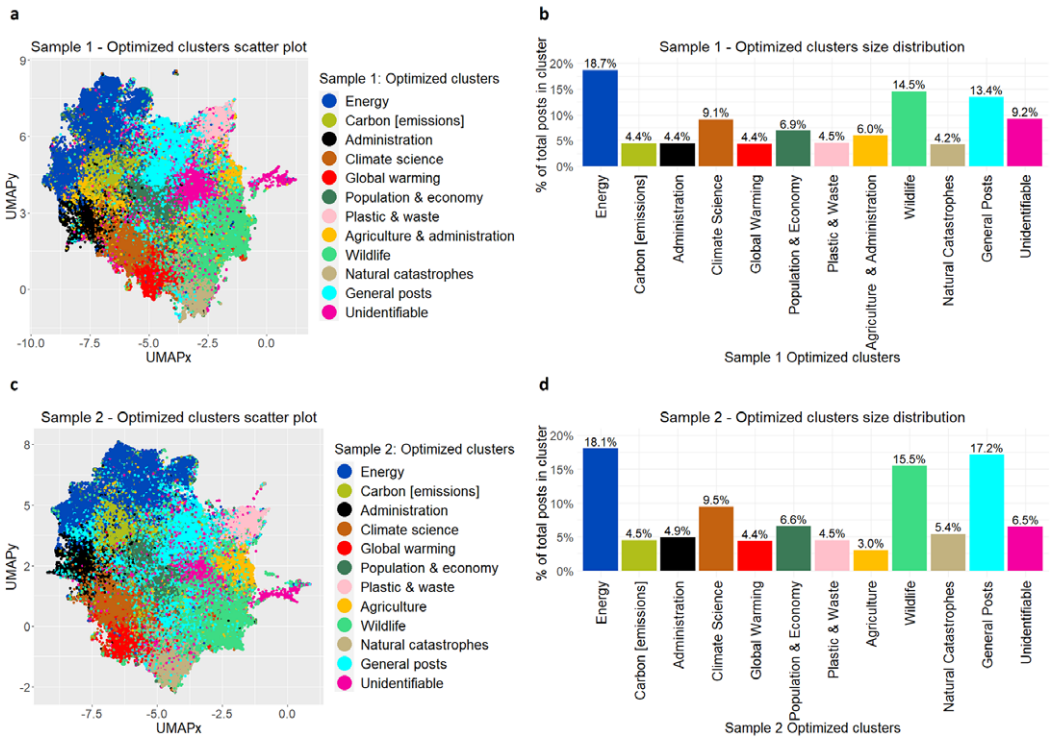 a
Sample 1 - Optimized clusters scatter plot
9
6
3
0
UMAPy
-10.0 -7.5 -5.0 -2.5 0.0
UMAPx
Sample 1: Optimized clusters
Energy
Carbon [emissions]
Administration
Climate science
Global warming
Population & economy
Plastic & waste
Agriculture & administration
Wildlife
Natural catastrophes
General posts
Unidentifiable
b
Sample 1 - Optimized clusters size distribution
% of total posts in cluster
20%
15%
10%
5%
0%
18.7% 4.4% 4.4% 9.1% 4.4% 6.9% 4.5% 6.0% 14.5% 4.2% 13.4% 9.2%
Energy
Carbon [emissions]
Administration
Climate Science
Global Warming
Population & Economy
Plastic & Waste
Agriculture & Administration
Wildlife
Natural Catastrophes
General Posts
Unidentifiable
Sample 1 Optimized clusters
c
Sample 2 - Optimized clusters scatter plot
8
5
2
0
-2
UMAPy
-7.5 -5.0 -2.5 0.0
UMAPx
Sample 2: Optimized clusters
Energy
Carbon [emissions]
Administration
Climate science
Global warming
Population & economy
Plastic & waste
Agriculture
Wildlife
Natural catastrophes
General posts
Unidentifiable
d
Sample 2 - Optimized clusters size distribution
% of total posts in cluster
20%
15%
10%
5%
0%
18.1% 4.5% 4.9% 9.5% 4.4% 6.6% 4.5% 3.0% 15.5% 5.4% 17.2% 6.5%
Energy
Carbon [emissions]
Administration
Climate Science
Global Warming
Population & Economy
Plastic & Waste
Agriculture
Wildlife
Natural Catastrophes
General Posts
Unidentifiable
Sample 2 Optimized clusters